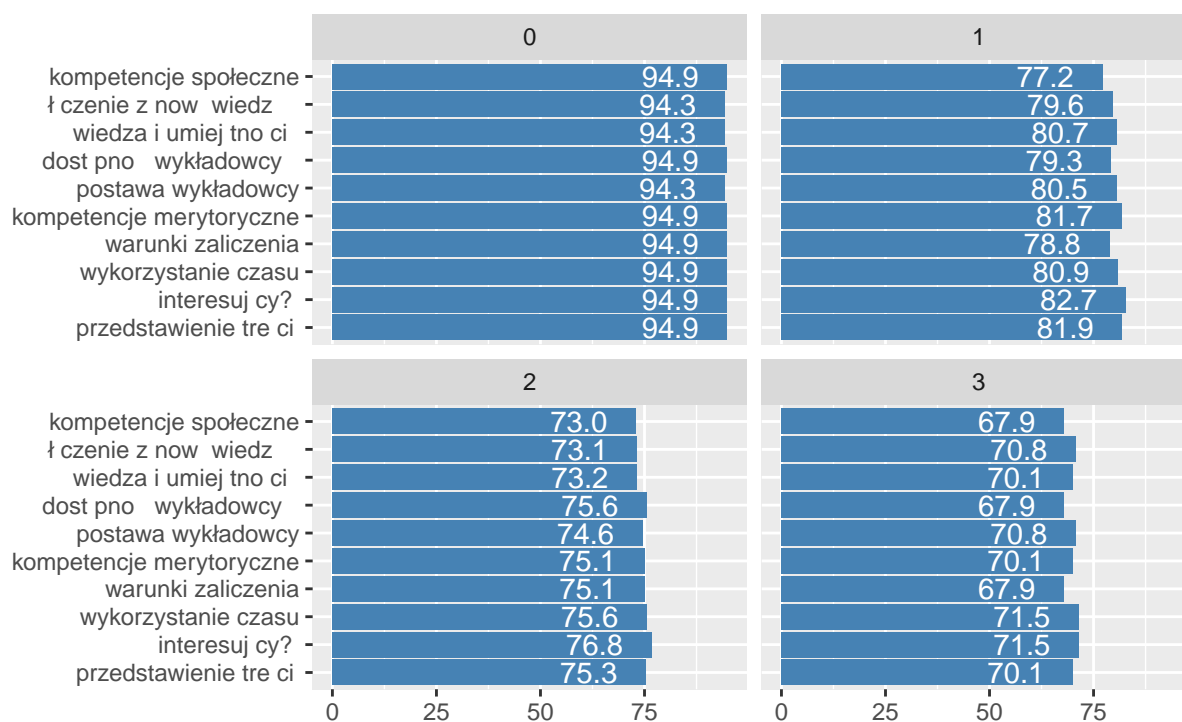 0 1
kompetencje społeczne 94.9 77.2
ł czenie z now wiedz 94.3 79.6
wiedza i umiej tno ci 94.3 80.7
dost pno wykładowcy 94.9 79.3
postawa wykładowcy 94.3 80.5
kompetencje merytoryczne 94.9 81.7
warunki zaliczenia 94.9 78.8
wykorzystanie czasu 94.9 80.9
interesuj cy? 94.9 82.7
przedstawienie tre ci 94.9 81.9
2 3
kompetencje społeczne 73.0 67.9
ł czenie z now wiedz 73.1 70.8
wiedza i umiej tno ci 73.2 70.1
dost pno wykładowcy 75.6 67.9
postawa wykładowcy 74.6 70.8
kompetencje merytoryczne 75.1 70.1
warunki zaliczenia 75.1 67.9
wykorzystanie czasu 75.6 71.5
interesuj cy? 76.8 71.5
przedstawienie tre ci 75.3 70.1
0 25 50 75 0 25 50 75